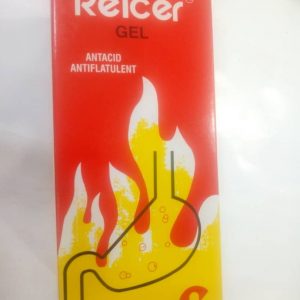 Relcer
GEL
ANTACID
ANTIFLATULENT